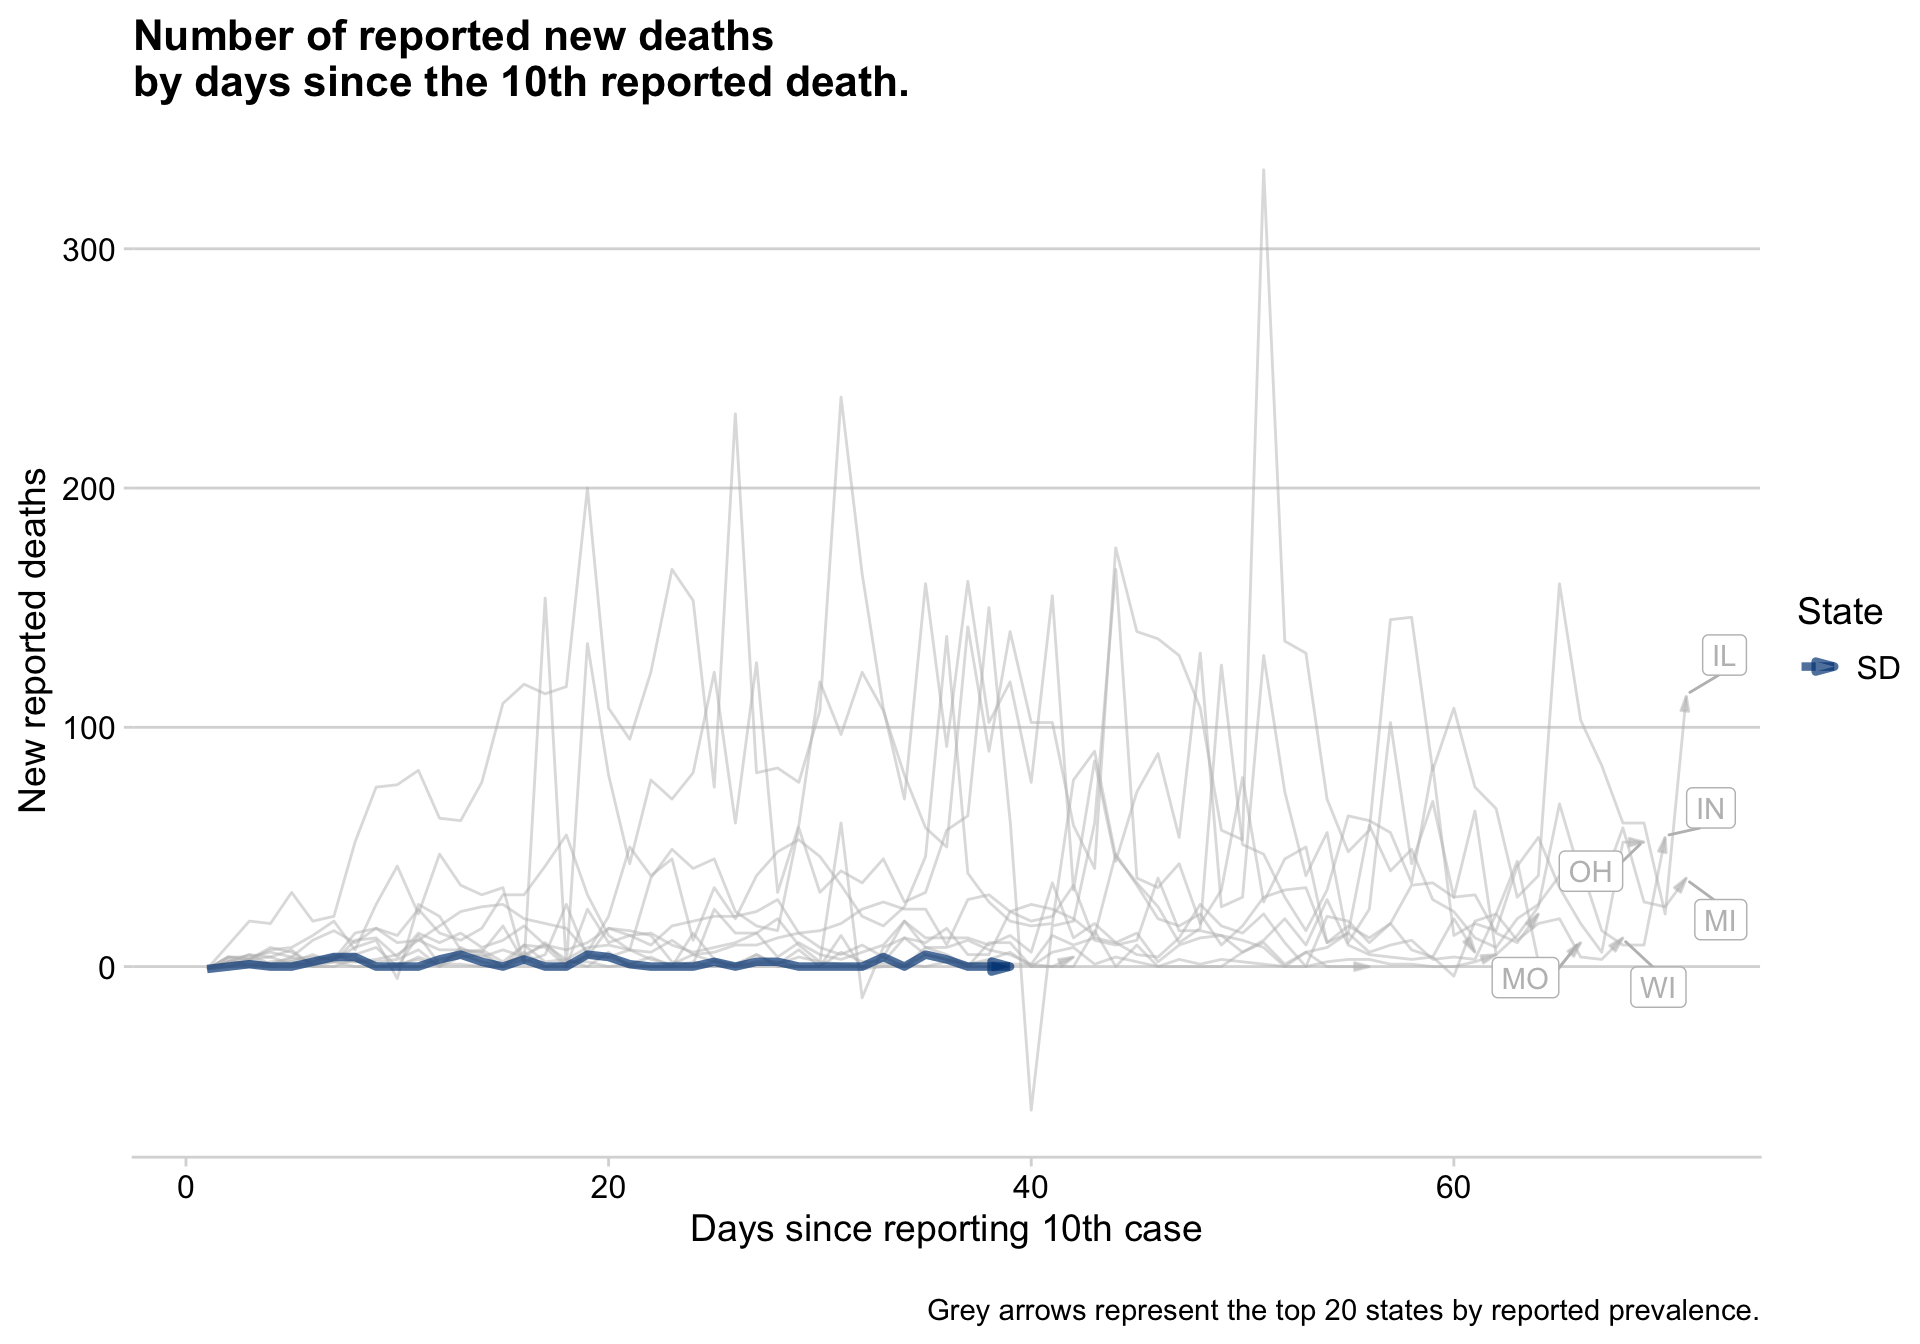 Number of reported new deaths
by days since the 10th reported death.
New reported deaths
300
200
100
0
IL
IN
OH
MI
MO
WI
State
SD
0
20
40
60
Days since reporting 10th case
Grey arrows represent the top 20 states by reported prevalence.